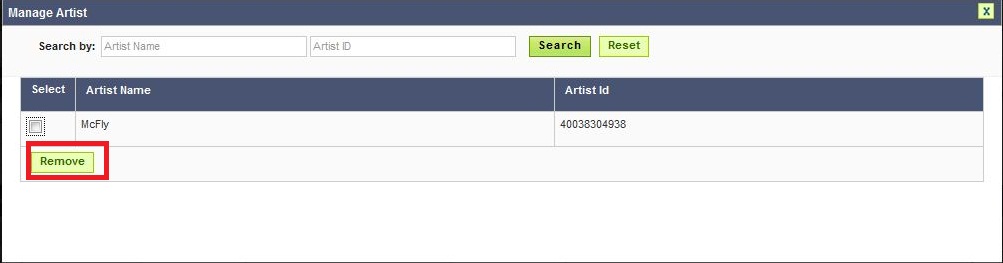 Manage Artist X
Search by: Artist Name Artist ID Search Reset
Select Artist Name Artist Id
McFly 40038304938
Remove